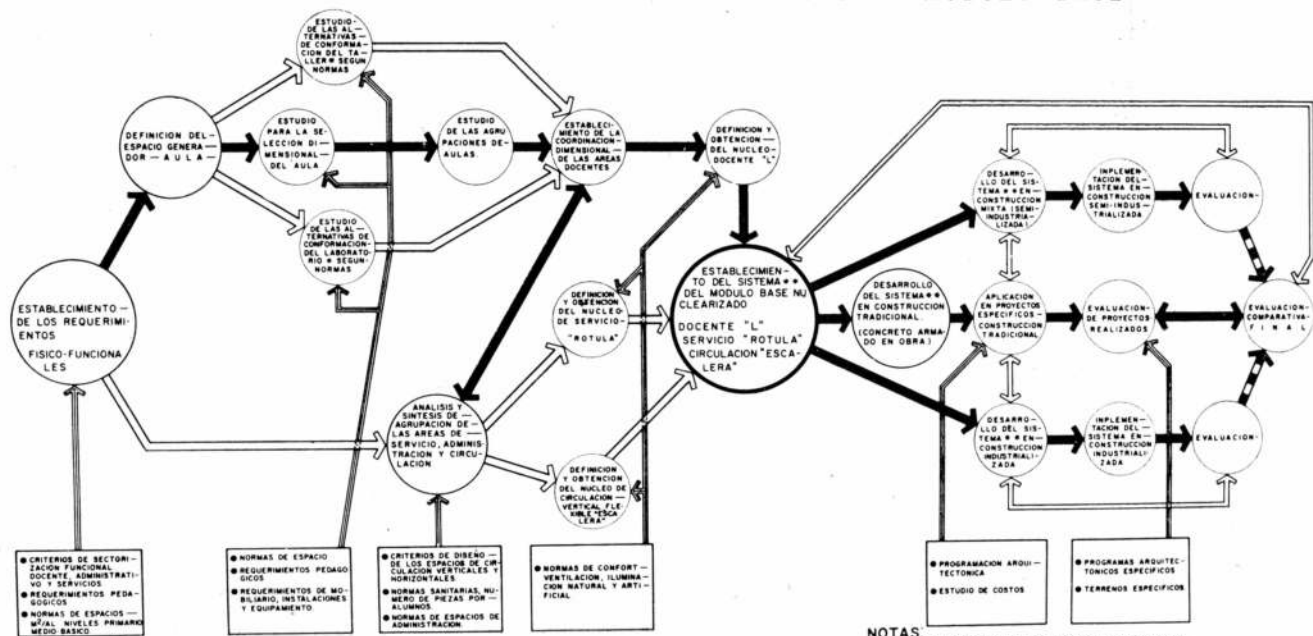 ESTUDIO—
DE LAS AL—
TERNATIVAS—
DE CONFORMA—
CION DEL TA—
LLER * SEGUN
NORMAS
DEFINICION DEL—
ESPACIO GENERA—
DOR — AULA—
ESTUDIO
PARA LA SE—
LECCION DI—
MENSIONAL—
DEL AULA
ESTUDIO
DE LAS AGRU—
PACIONES DE—
AULAS.
ESTABLECI—
MIENTO DE LA
COORDINACION—
DIMENSIONAL—
DE LAS AREAS
DOCENTES
DEFINICION Y
OBTENCION—
DEL NUCLEO—
DOCENTE "L"
ESTUDIO
DE LAS AL—
TERNATIVAS DE
CONFORMACION—
DEL LABORATO—
RIO * SEGUN—
NORMAS
ESTABLECIMIENTO—
DE LOS REQUERIMI—
ENTOS
FISICO-FUNCIONA
LES
ANALISIS Y
SINTESIS DE—
AGRUPACION DE—
LAS AREAS DE—
SERVICIO, ADMINIS—
TRACION Y CIRCU—
LACION
DEFINICION
Y OBTENCION
DEL NUCLEO—
DE SERVICIO—
"ROTULA"
DEFINICION
Y OBTENCION
DEL NUCLEO DE
CIRCULACION—
VERTICAL FLE—
XIBLE "ESCA
LERA"
ESTABLECIMIEN—
TO DEL SISTEMA **
DEL MODULO BASE NU
CLEARIZADO
DOCENTE "L"
SERVICIO "ROTULA"
CIRCULACION "ESCA—
LERA"
DESARRO—
LLO DEL SIS—
TEMA ** EN—
CONSTRUCCION
MIXTA (SEMI—
INDUSTRIA—
LIZADA)
INPLEMEN—
TACION DEL—
SISTEMA EN—
CONSTRUCCION
SEMI-INDUS—
TRIALIZADA
EVALUACION-
DESARROLLO
DEL SISTEMA **
EN CONSTRUCCION
TRADICIONAL.
(CONCRETO ARMA—
DO EN OBRA)
APLICACION
EN PROYECTOS
ESPECIFICOS—
CONSTRUCCION
TRADICIONAL
EVALUACION—
DE PROYECTOS
REALIZADOS
EVALUACION—
COMPARATIVA—
FINAL
DESARRO—
LLO DEL SIS—
TEMA ** EN—
CONSTRUCCION
INDUSTRIALI—
ZADA
INPLEMEN—
TACION DEL—
SISTEMA EN—
CONSTRUCCION
INDUSTRIALI—
ZADA
EVALUACION-
● CRITERIOS DE SECTORI—
ZACION FUNCIONAL
DOCENTE, ADMINISTRATI—
VO Y SERVICIOS
● REQUERIMIENTOS PEDA—
GOGICOS
● NORMAS DE ESPACIOS—
M²/AL NIVELES PRIMARIO
MEDIO BASICO.
● NORMAS DE ESPACIO
● REQUERIMIENTOS PEDAGO
GICOS
● REQUERIMIENTOS DE MO—
BILIARIO, INSTALACIONES
Y EQUIPAMIENTO.
● CRITERIOS DE DISEÑO—
DE LOS ESPACIOS DE CIR—
CULACION VERTICALES Y
HORIZONTALES.
● NORMAS SANITARIAS, NU—
MERO DE PIEZAS POR—
ALUMNOS.
● NORMAS DE ESPACIOS DE
ADMINISTRACION.
● NORMAS DE CONFORT—
VENTILACION, ILUMINA—
CION NATURAL Y ARTI—
FICIAL
● PROGRAMACION ARQUI—
TECTONICA
● ESTUDIO DE COSTOS
● PROGRAMAS ARQUITEC—
TONICOS ESPECIFICOS
● TERRENOS ESPECIFICOS
NOTAS